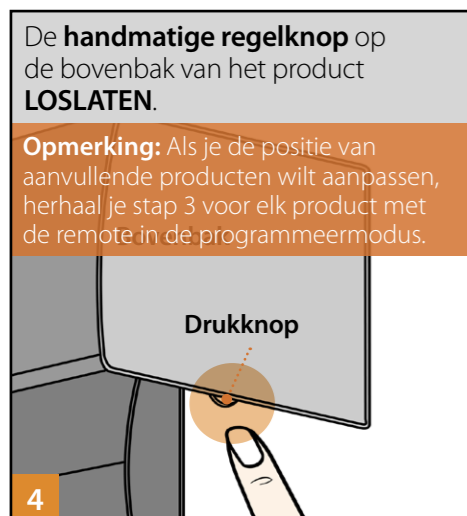 De handmatige regelknop op
de bovenbak van het product
LOSLATEN.
Opmerking: Als je de positie van
aanvullende producten wilt aanpassen,
herhaal je stap 3 voor elk product met
de remote in de programmeermodus.
Bovenbak
Drukknop
4